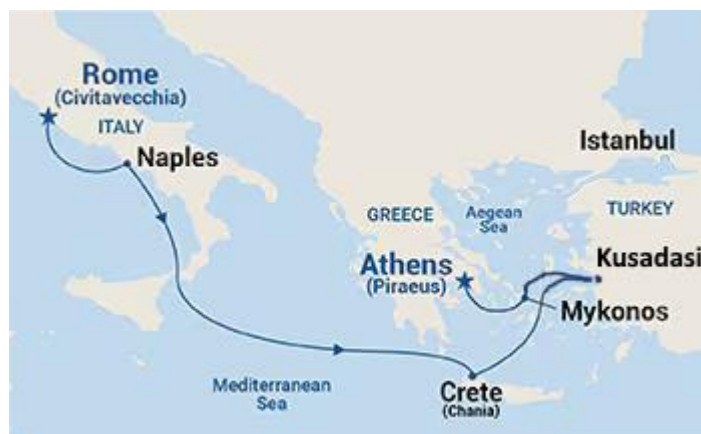 Rome
(Civitavecchia)
ITALY
Naples
Istanbul
GREECE
Aegean
Sea
TURKEY
Athens
(Piraeus)
Kusadasi
Mykonos
Mediterranean
Sea
Crete
(Chania)